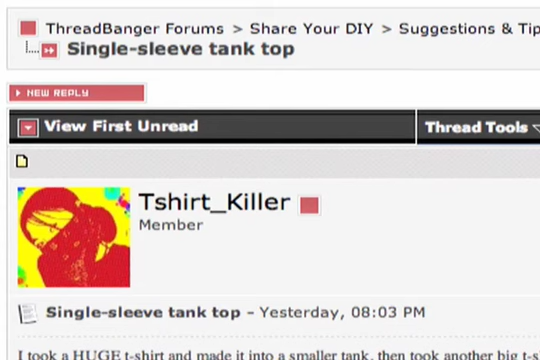 ThreadBanger Forums > Share Your DIY > Suggestions & Tip
Single-sleeve tank top
NEW REPLY
View First Unread
Thread Tools
Tshirt_Killer
Member
Single-sleeve tank top - Yesterday, 08:03 PM
I took a HUGE t-shirt and made it into a smaller tank, then took another big t-s